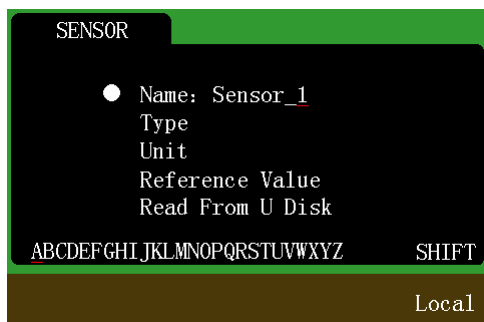 SENSOR
Name: Sensor_1
Type
Unit
Reference Value
Read From U Disk
ABCDEFGHIJKLMNOPQRSTUVWXYZ SHIFT
Local